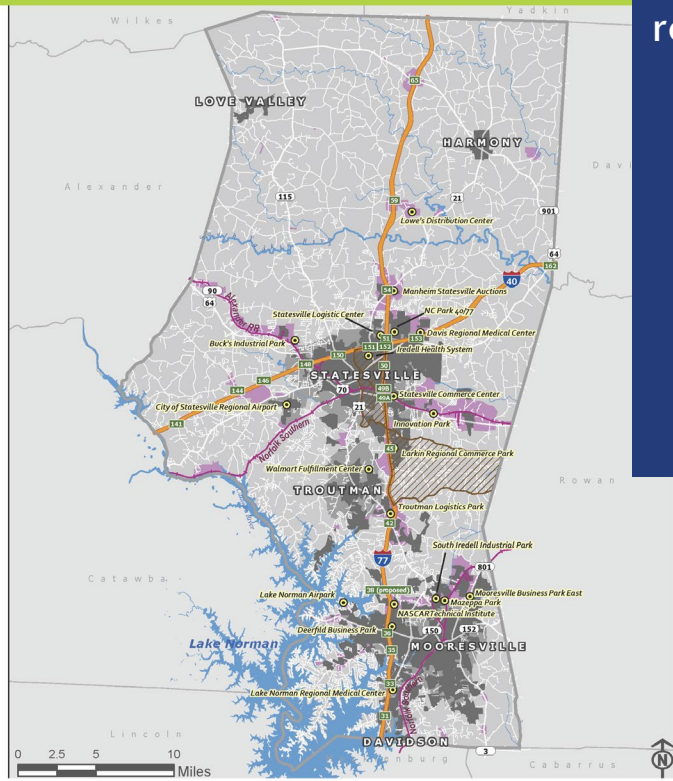 Wilkes
Yadkin
re
65
LOVE VALLEY
HARMONY
Davi
Alexander
115
59
21
Lowe's Distribution Center
901
64
162
40
90
64
54
Manheim Statesville Auctions
Alexander RR
Statesville Logistic Center
NC Park 40/77
51
153
Davis Regional Medical Center
Buck's Industrial Park
151
152
Iredell Health System
150
148
50
STATESVILLE
146
144
70
49B
49A
Statesville Commerce Center
City of Statesville Regional Airport
21
141
Innovation Park
Norfolk Southern
45
Larkin Regional Commerce Park
Walmart Fulfillment Center
Rowan
TROUTMAN
Troutman Logistics Park
42
South Iredell Industrial Park
77
801
Catawba
38 (proposed)
Mooresville Business Park East
Lake Norman Airpark
Mazeppa Park
NASCARTechnical Institute
Deerfild Business Park
36
150
152
Lake Norman
35
MOORESVILLE
33
Lake Norman Regional Medical Center
31
Lincoln
DAVIDSON
3
0 2.5 5 10
Miles
Cabarrus
N